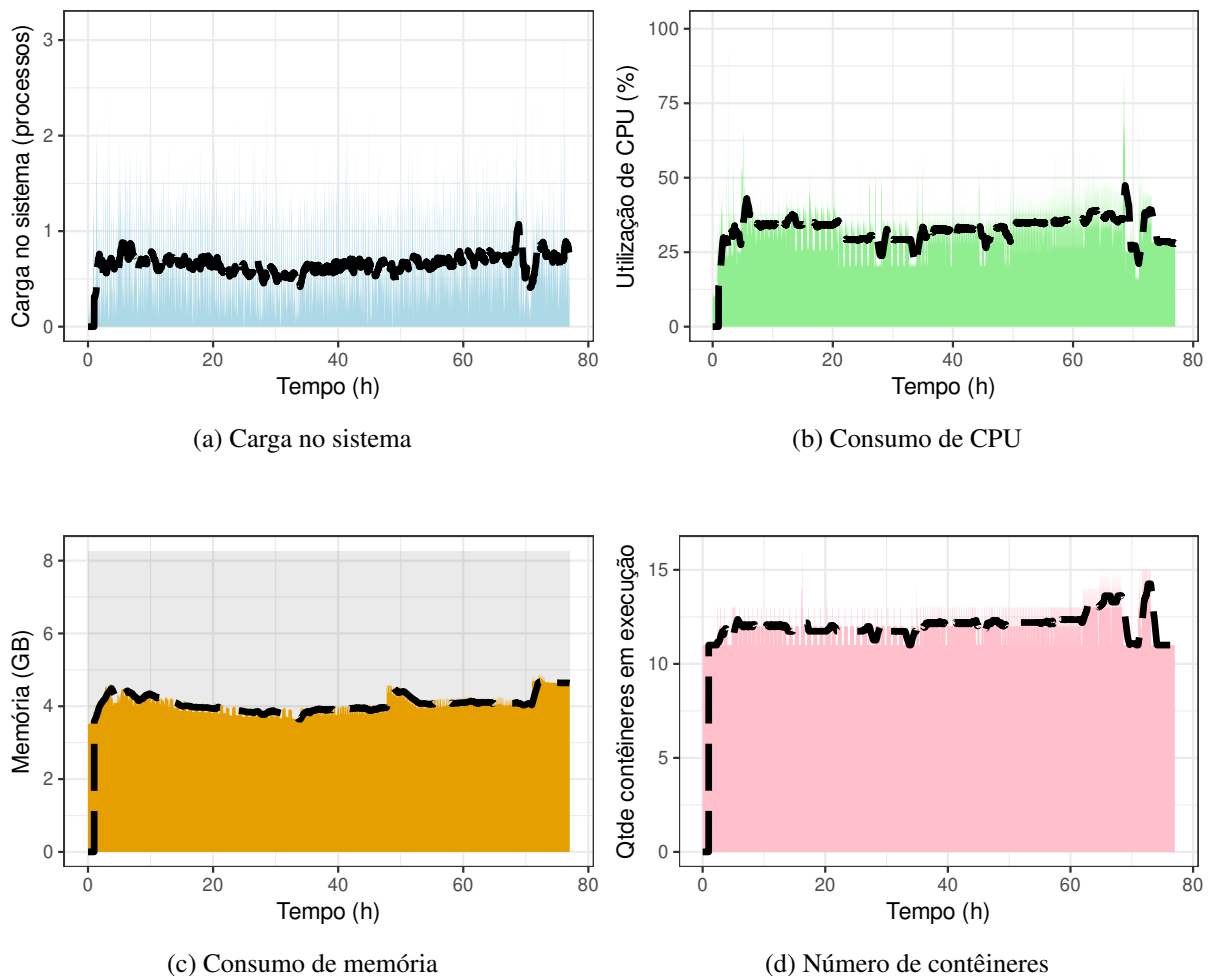 Carga no sistema (processos)
3
2
1
0
0 20 40 60 80
Tempo (h)
(a) Carga no sistema
Utilização de CPU (%)
100
75
50
25
0
0 20 40 60 80
Tempo (h)
(b) Consumo de CPU
Memória (GB)
8
6
4
2
0
0 20 40 60 80
Tempo (h)
(c) Consumo de memória
Qtde contêineres em execução
15
10
5
0
0 20 40 60 80
Tempo (h)
(d) Número de contêineres